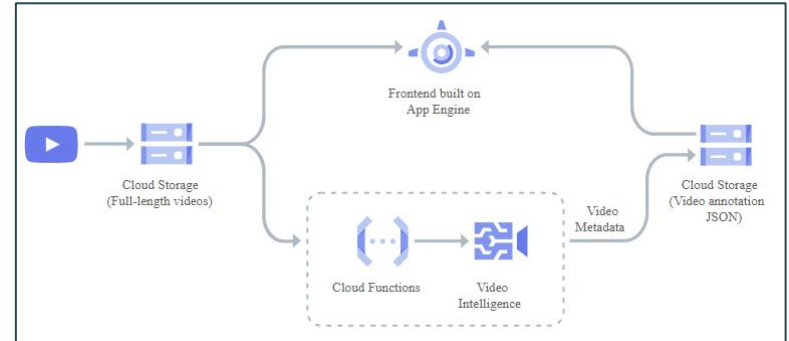 Frontend built on
App Engine
Cloud Storage
(Full-length videos)
Cloud Storage
(Video annotation
JSON)
Video
Metadata
Cloud Functions
Video
Intelligence